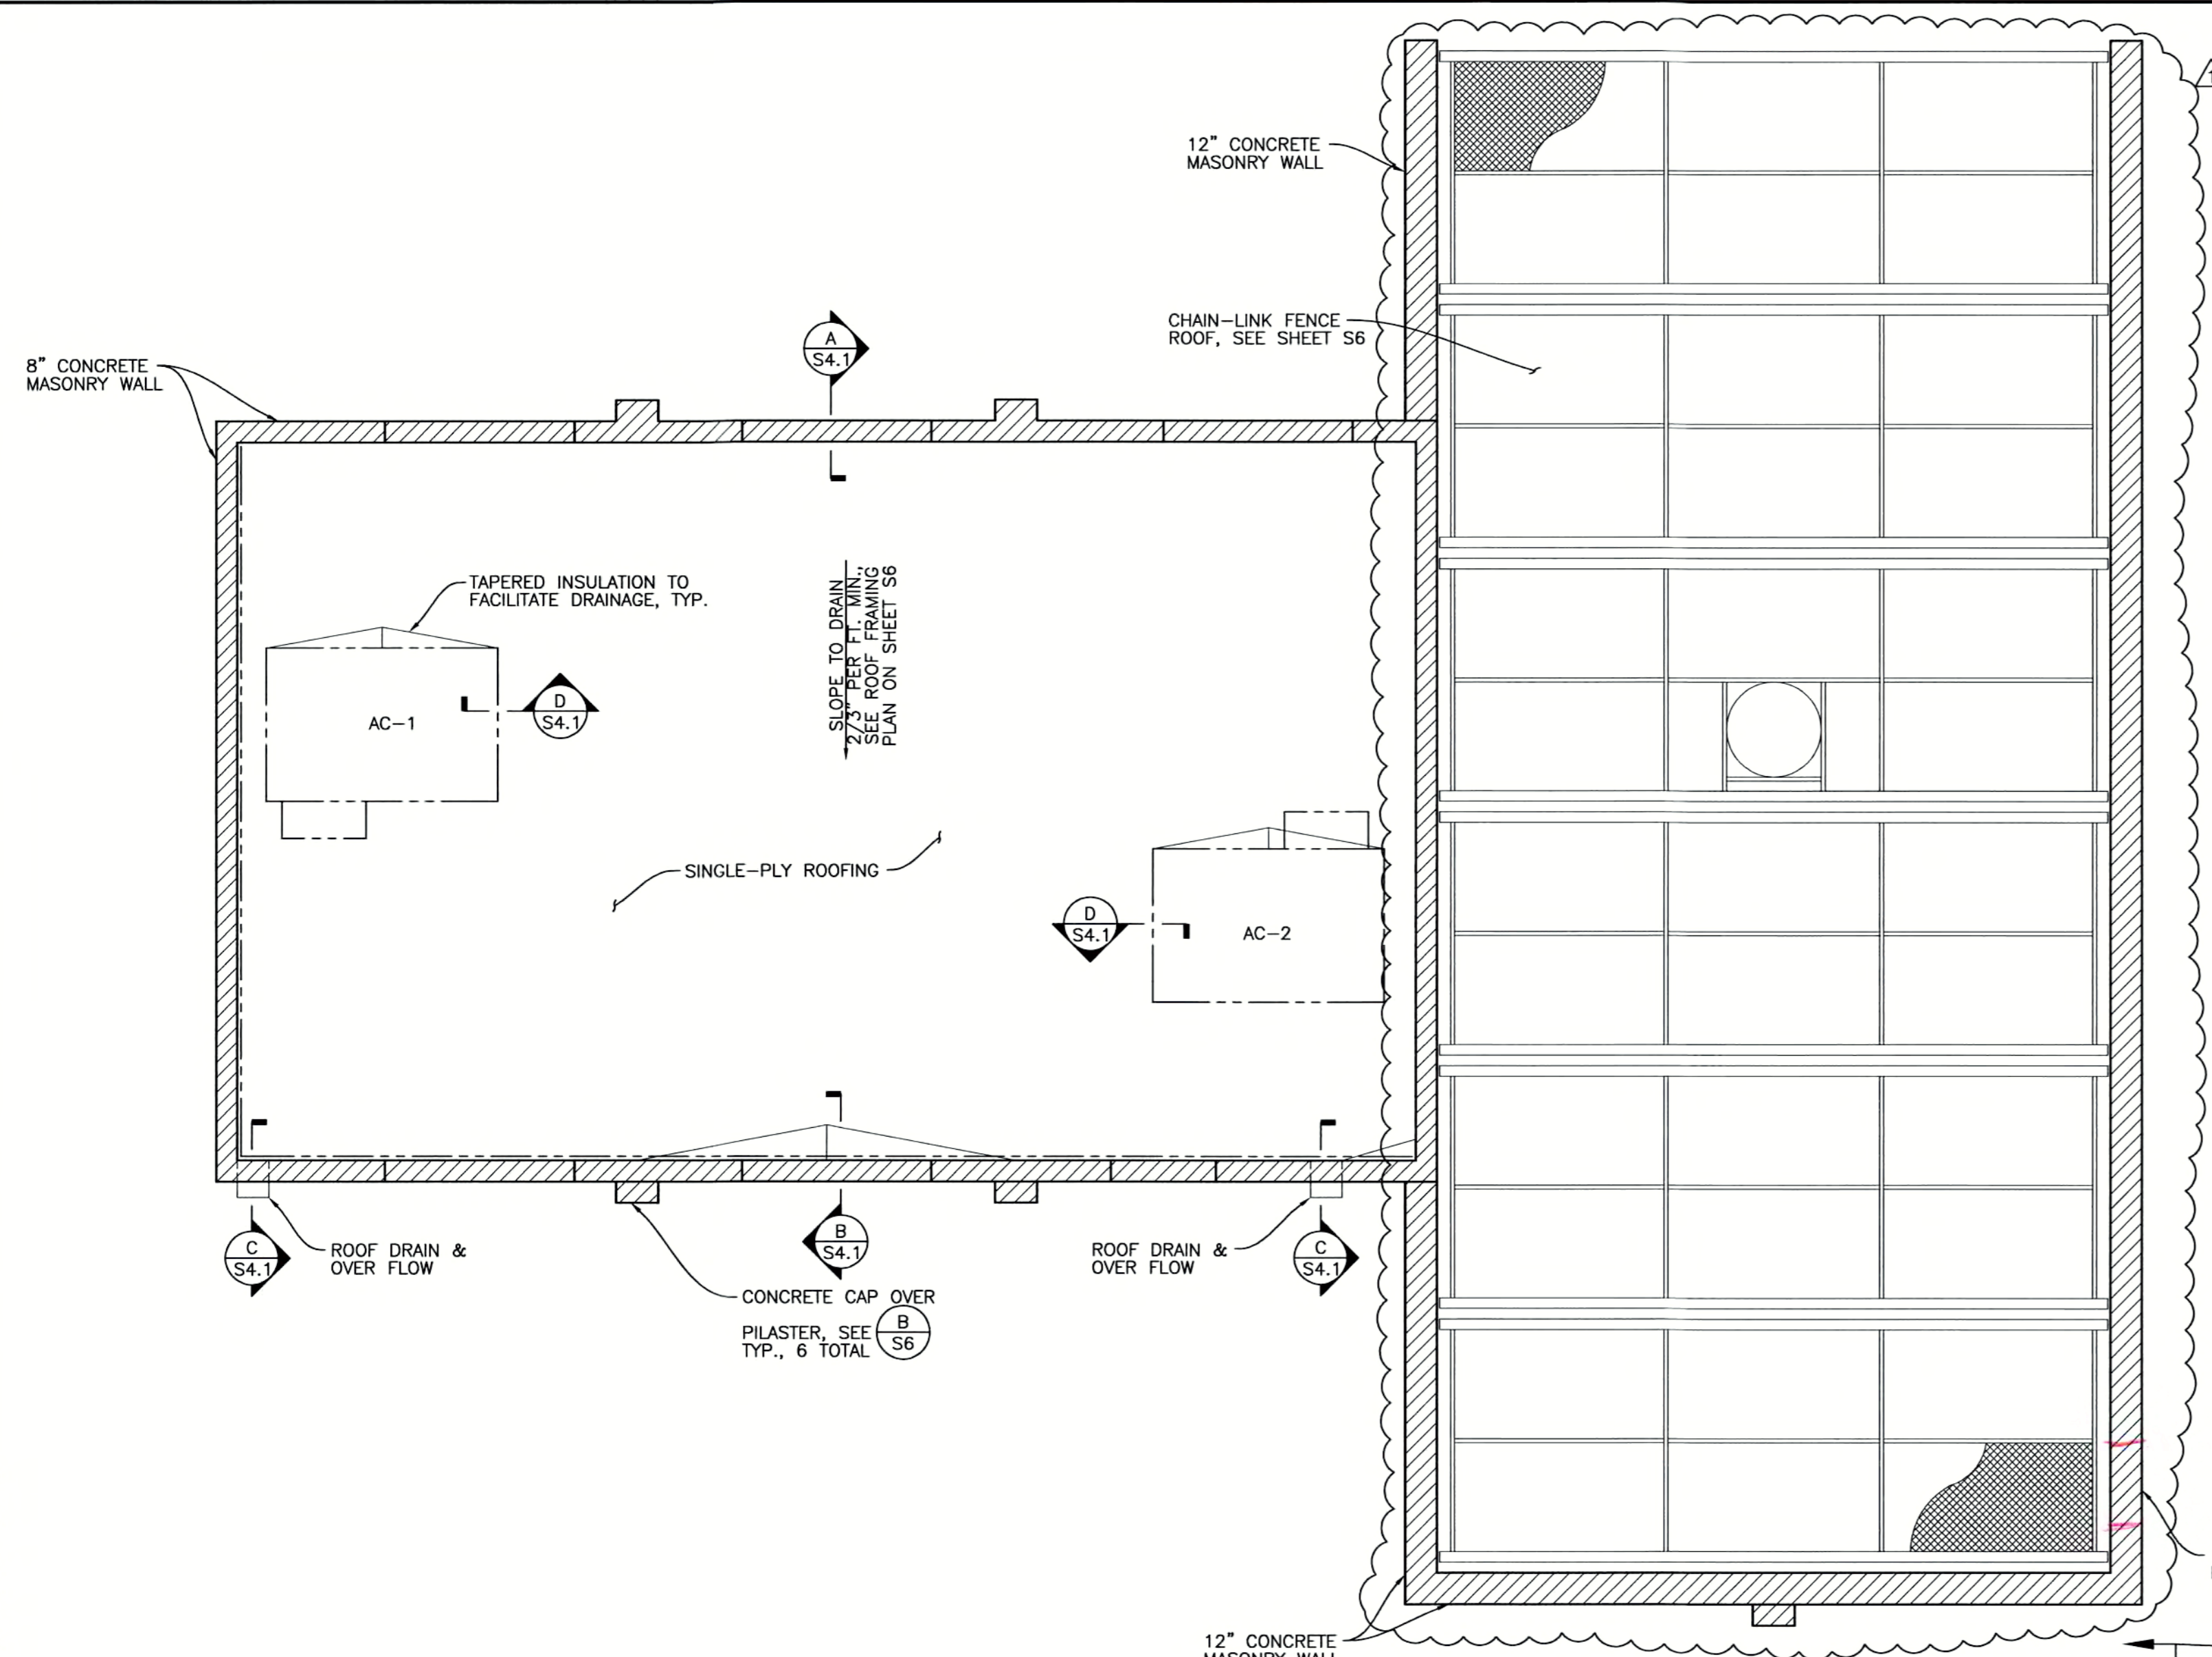 12" CONCRETE
MASONRY WALL
CHAIN-LINK FENCE
ROOF, SEE SHEET S6
A
S4.1
8" CONCRETE
MASONRY WALL
TAPERED INSULATION TO
FACILITATE DRAINAGE, TYP.
SLOPE TO DRAIN
2/3" PER FT. MIN.,
SEE ROOF FRAMING
PLAN ON SHEET S6
D
S4.1
AC-1
SINGLE-PLY ROOFING
D
S4.1
AC-2
C
S4.1
ROOF DRAIN &
OVER FLOW
B
S4.1
ROOF DRAIN &
OVER FLOW
C
S4.1
CONCRETE CAP OVER
PILASTER, SEE
TYP., 6 TOTAL
B
S6
12" CONCRETE
MASONRY WALL